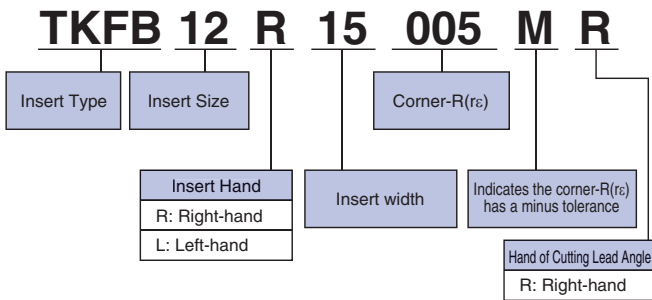 TKFB 12 R 15 005 M R
Insert Type
Insert Size
Corner-R(rε)
Insert Hand
R: Right-hand
L: Left-hand
Insert width
Indicates the corner-R(rε)
has a minus tolerance
Hand of Cutting Lead Angle
R: Right-hand